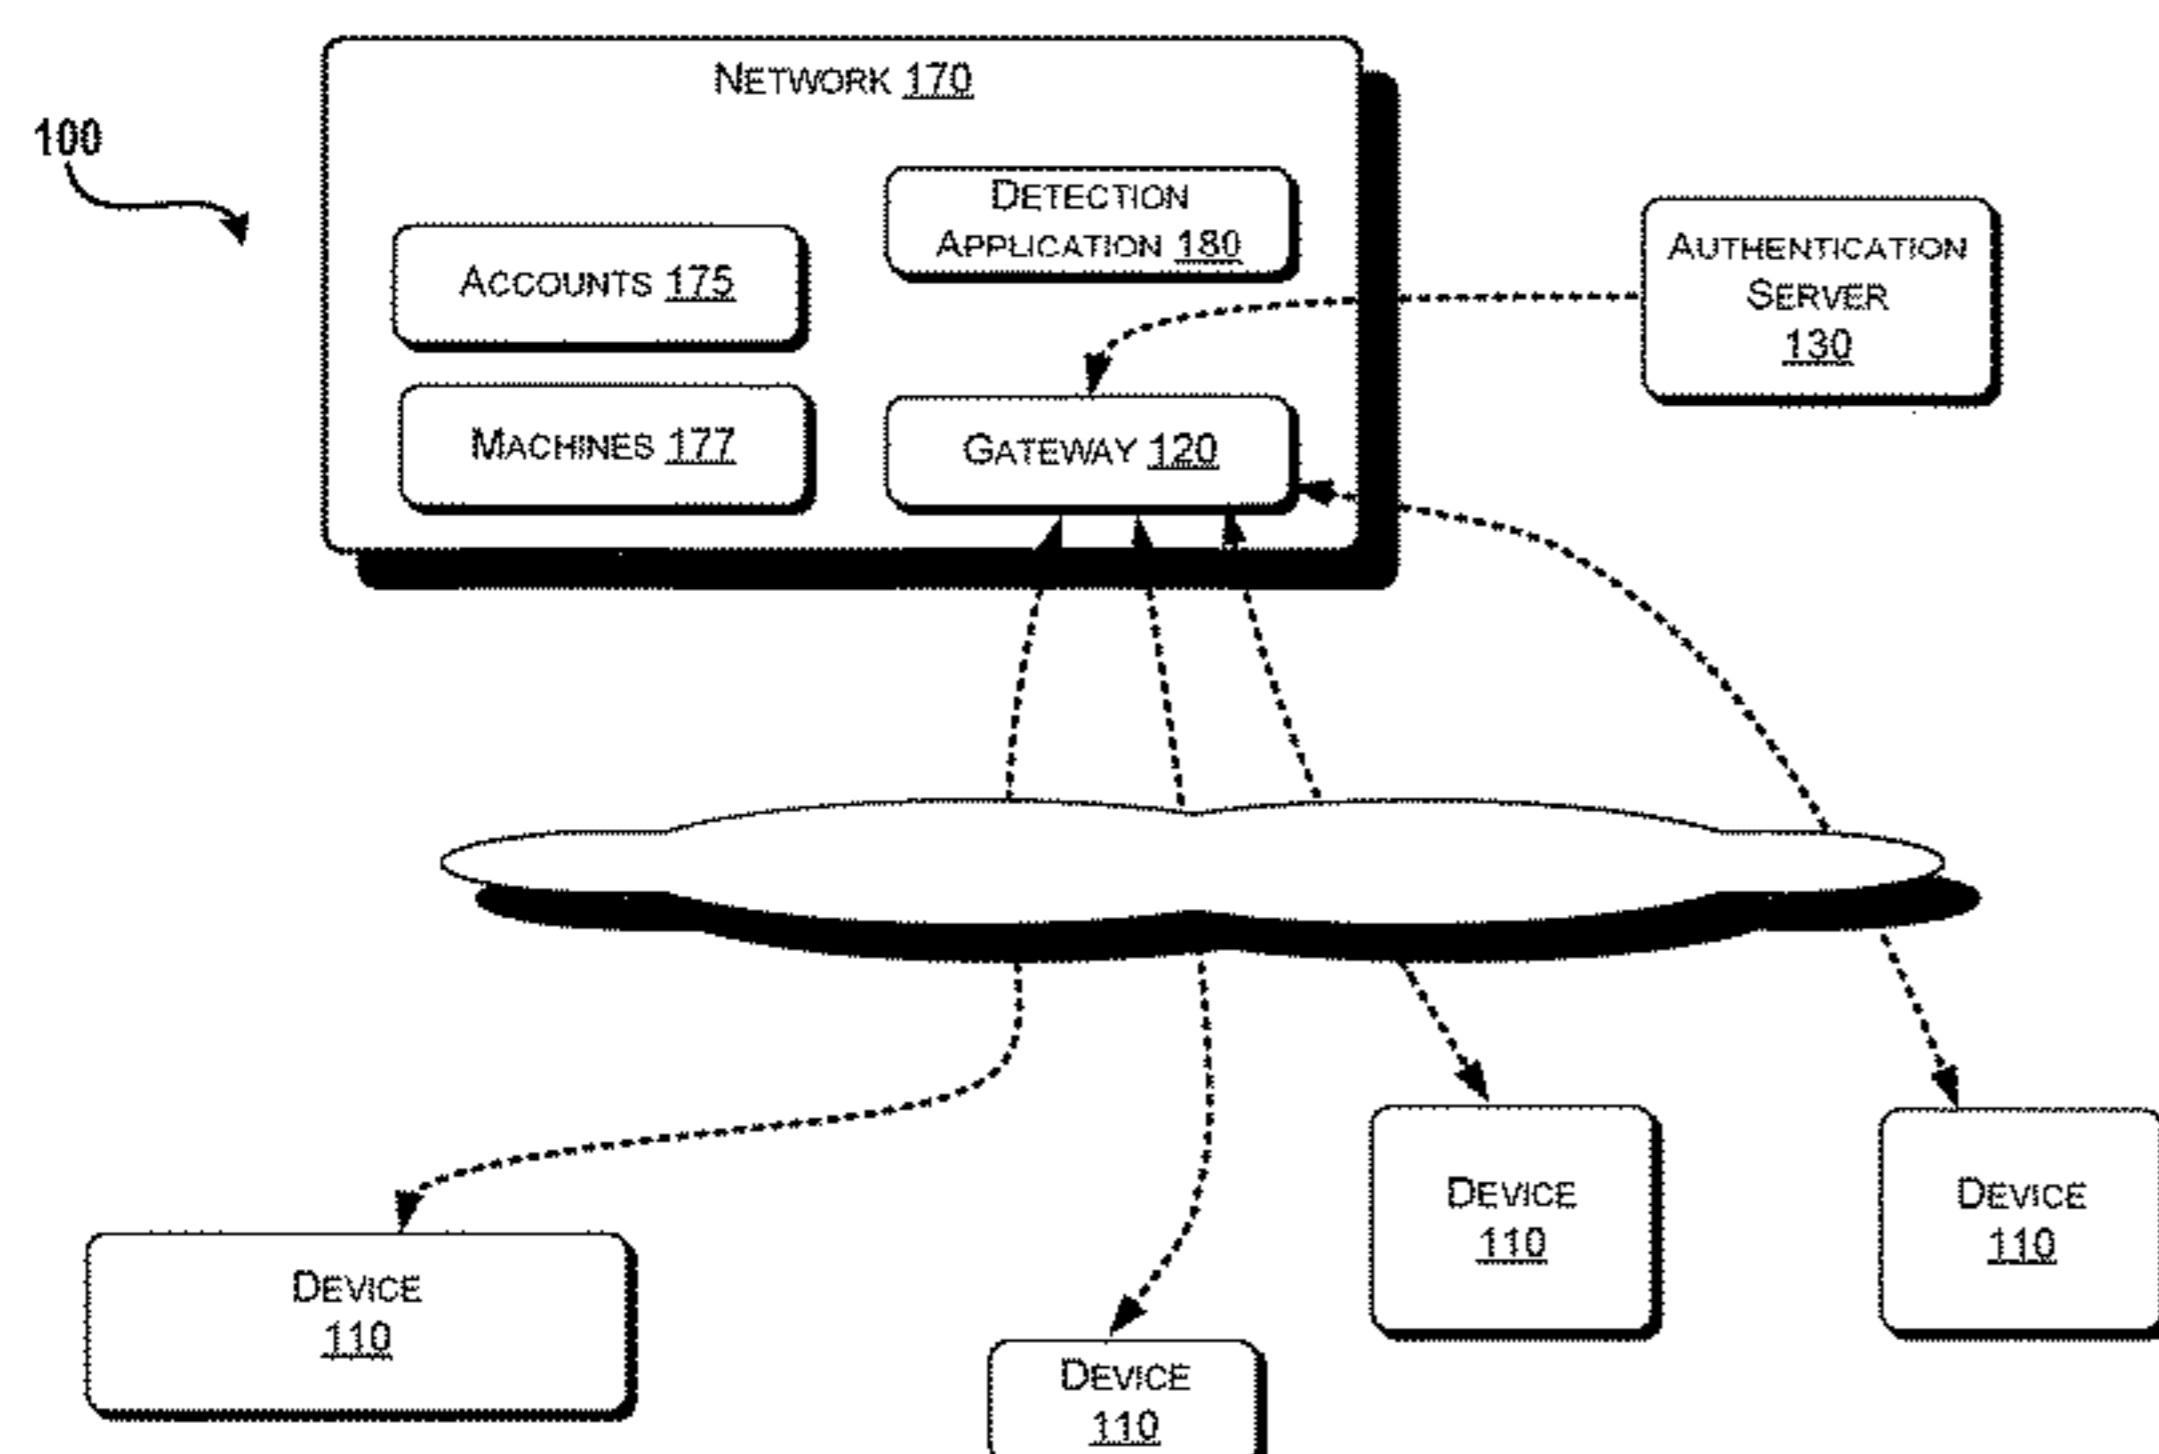 NETWORK 170
100
DETECTION
APPLICATION 180
ACCOUNTS 175
AUTHENTICATION
SERVER
130
MACHINES 177
GATEWAY 120
DEVICE
110
DEVICE
110
DEVICE
110
DEVICE
110